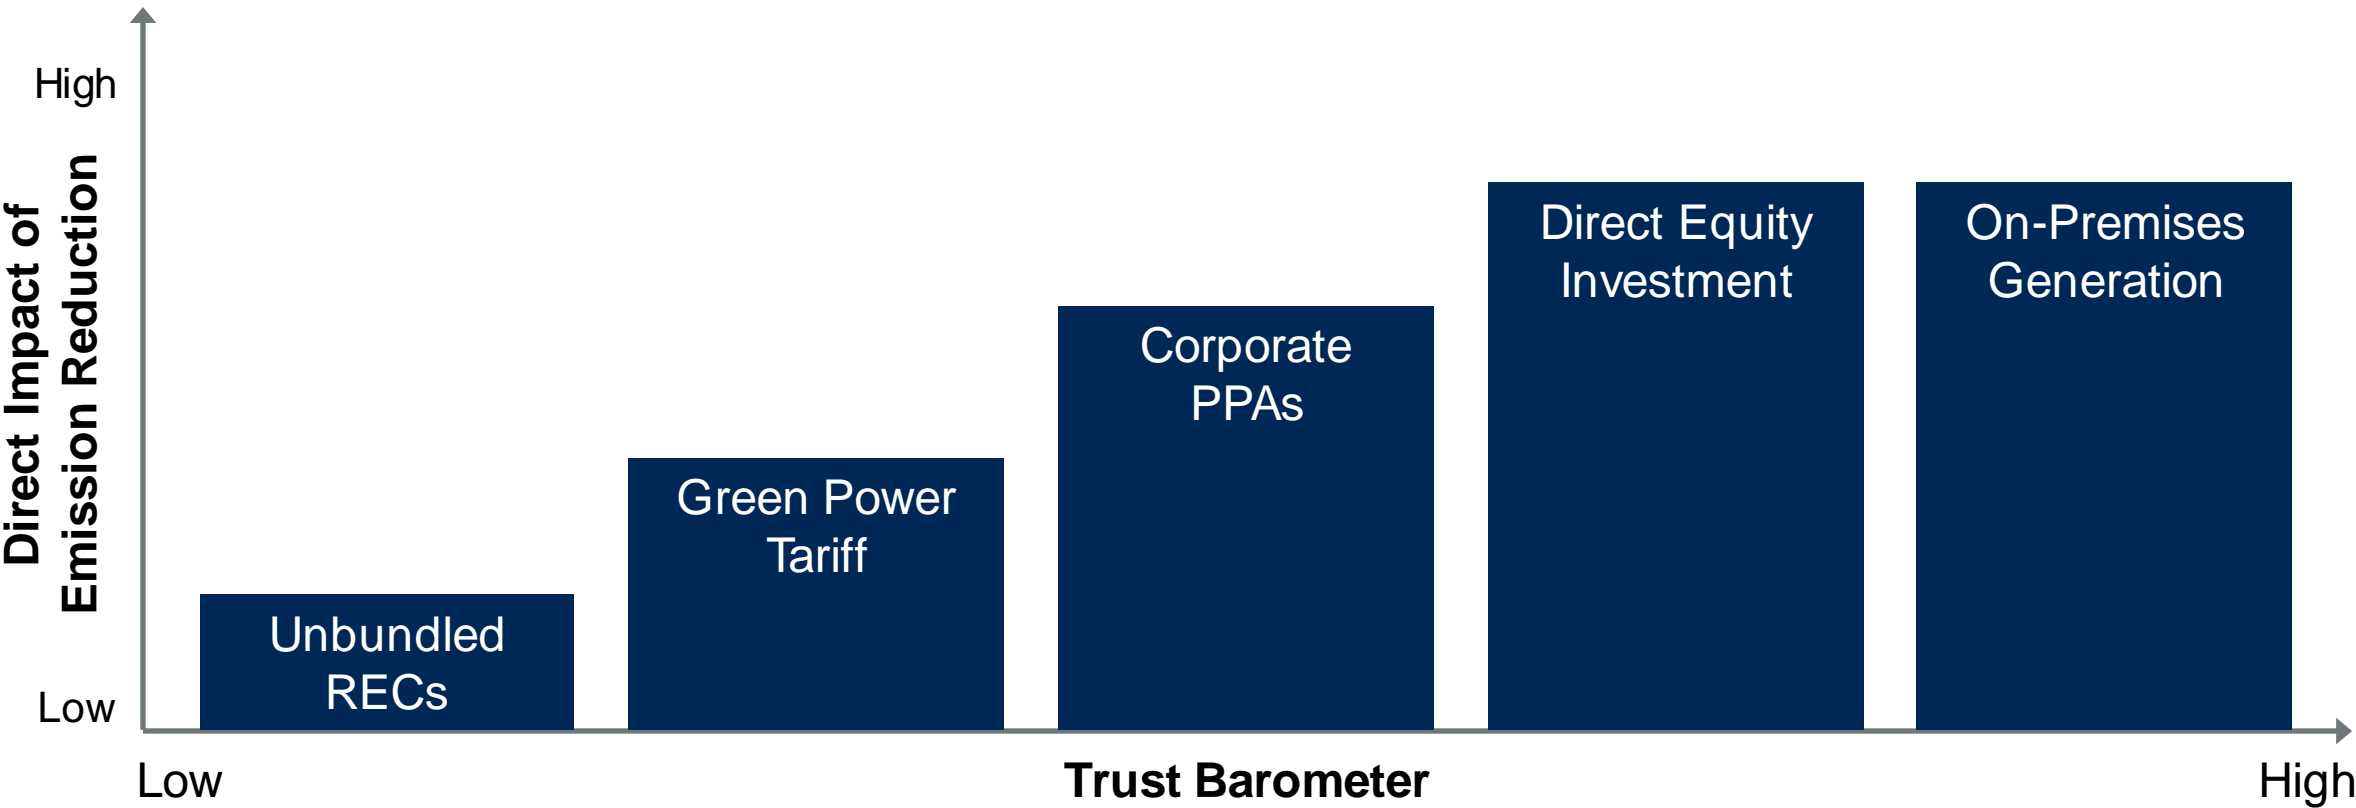 High
Direct Impact of
Emission Reduction
Low
Unbundled
RECs
Green Power
Tariff
Corporate
PPAs
Direct Equity
Investment
On-Premises
Generation
Low
Trust Barometer
High